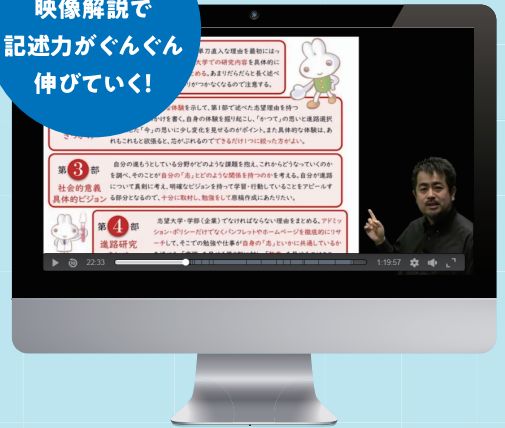 映像解説で
記述力がぐんぐん
伸びていく!
単刀直入な理由を最初にはっ
大学での研究内容を具体的に
める。あまりだらだらと長く述べ
りがつかなくなるので注意する。
な体験を示して、第1部で述べた志望理由を持つ
かけを書く。自身の体験を掘り起こし、「かつて」の思いと進路選択
た「今」の思いに少し変化を見せるのがポイント。また具体的な体験は、あ
れもこれもと欲張ると、芯がぶれるのでできるだけ1つに絞った方がよい。
第3部
社会的意義
具体的ビジョン
自分の進もうとしている分野がどのような課題を抱え、これからどうなっていくのか
を調べ、そのことが自分の「志」とどのような関係を持つのかを考える。自分が進路
について真剣に考え、明確なビジョンを持って学習・行動していることをアピールす
る部分となるので、十分に取材し、勉強をして原稿作成にあたりたい。
第4部
進路研究
志望大学・学部(企業)でなければならない理由をまとめる。アドミッ
ション・ポリシーだけでなくパンフレットやホームページを徹底的にリサ
ーチして、そこでの勉強や仕事が自身の「志」といかに共通しているか
22:33
1:19:57